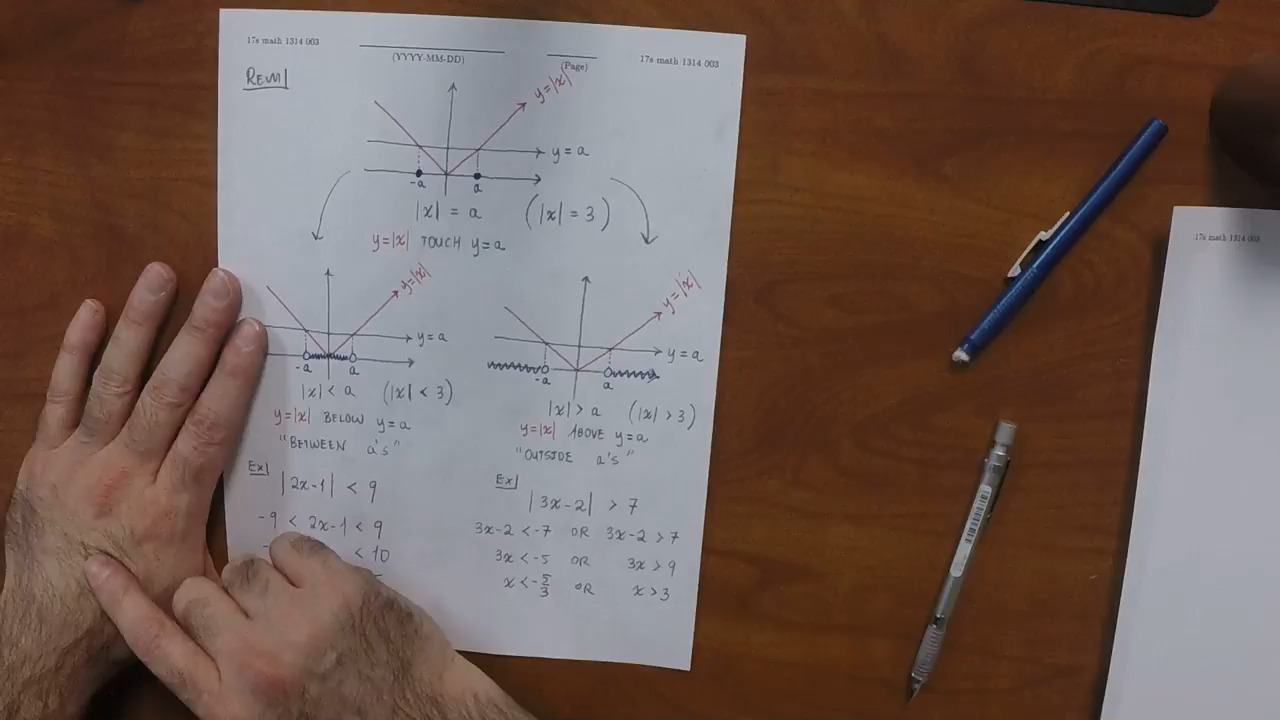 17s math 1314 003
(YYYY-MM-DD)
(Page)
17s math 1314 003
Rem
y=|x|
y=a
-a
a
|x| = a (|x| = 3)
y=|x| TOUCH y=a
y=|x|
y=a
-a
a
|x| < a (|x| < 3)
y=|x| BELOW y=a
"BETWEEN a's"
Ex
|2x-1| < 9
-9 < 2x-1 < 9
< 10
y=|x|
y=a
-a
a
|x| > a (|x| > 3)
y=|x| ABOVE y=a
"OUTSIDE a's"
Ex
|3x-2| > 7
3x-2 < -7 OR 3x-2 > 7
3x < -5 OR 3x > 9
x < -5/3 OR x > 3
17s math 1314 003